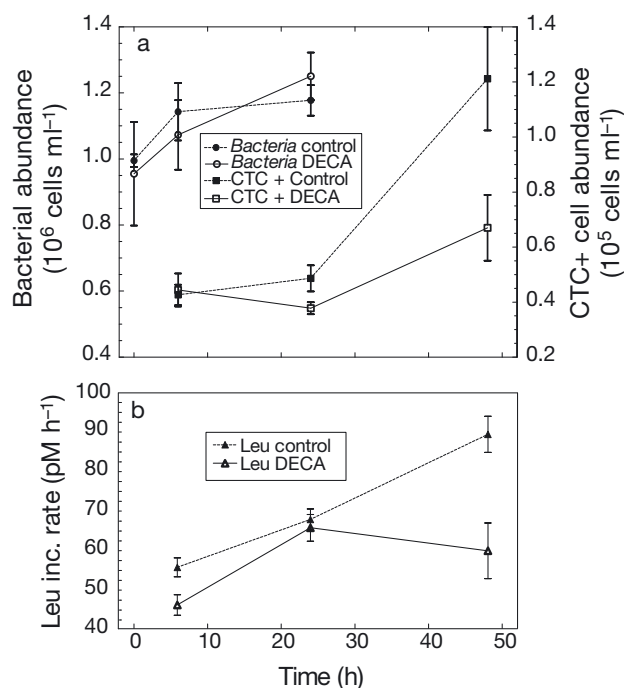 a
1.4
1.2
1.0
0.8
0.6
0.4
Bacterial abundance
(10⁶ cells ml⁻¹)
Bacteria control
Bacteria DECA
CTC + Control
CTC + DECA
1.4
1.2
1.0
0.8
0.6
0.4
0.2
CTC+ cell abundance
(10⁵ cells ml⁻¹)
b
100
90
80
70
60
50
40
Leu inc. rate (pM h⁻¹)
Leu control
Leu DECA
0
10
20
30
40
50
Time (h)